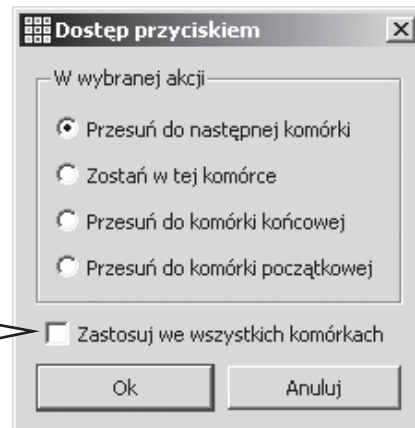 Dostęp przyciskiem
W wybranej akcji
Przesuń do następnej komórki
Zostań w tej komórce
Przesuń do komórki końcowej
Przesuń do komórki początkowej
Zastosuj we wszystkich komórkach
Ok
Anuluj